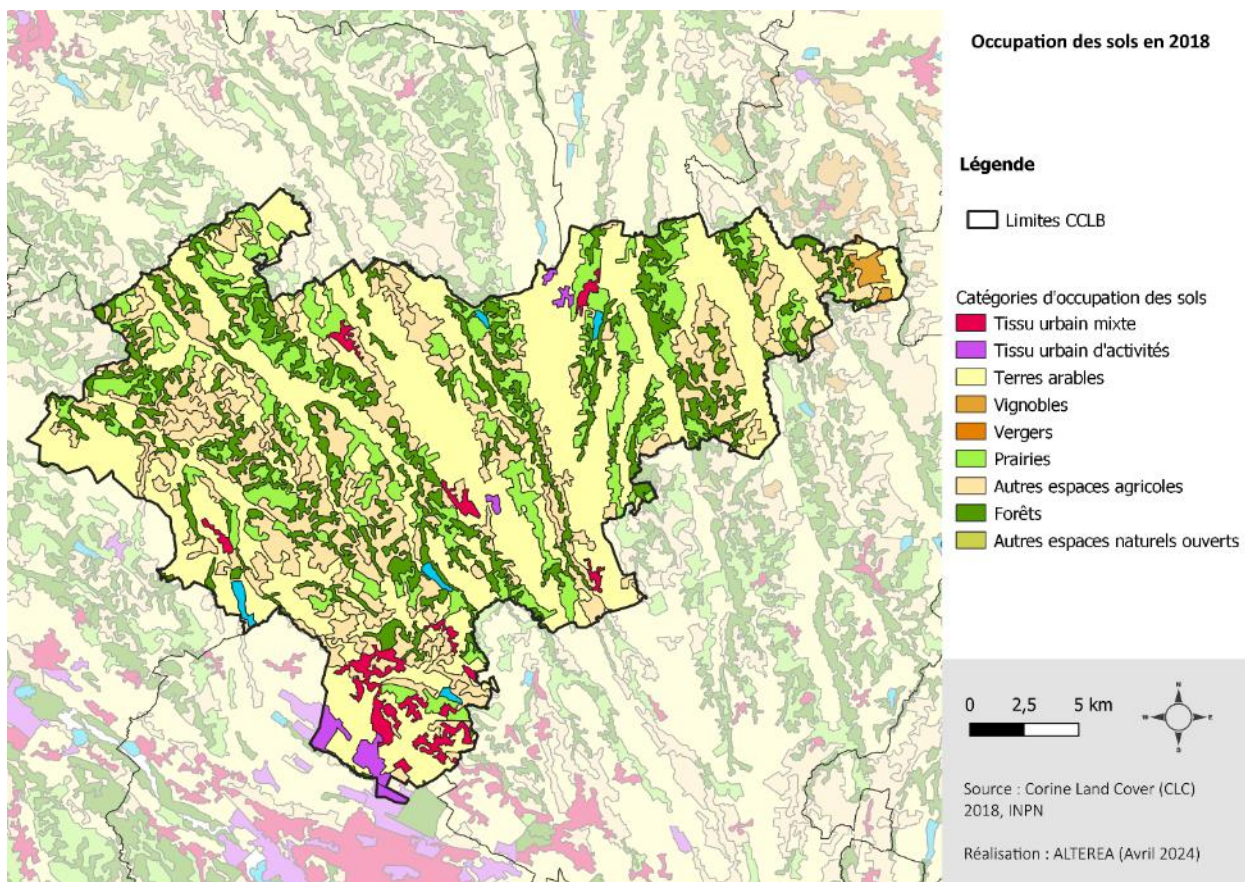 Occupation des sols en 2018
Légende
Limites CCLB
Catégories d'occupation des sols
Tissu urbain mixte
Tissu urbain d'activités
Terres arables
Vignobles
Vergers
Prairies
Autres espaces agricoles
Forêts
Autres espaces naturels ouverts
0 2,5 5 km
N
W E
S
Source : Corine Land Cover (CLC)
2018, INPN
Réalisation : ALTEREA (Avril 2024)